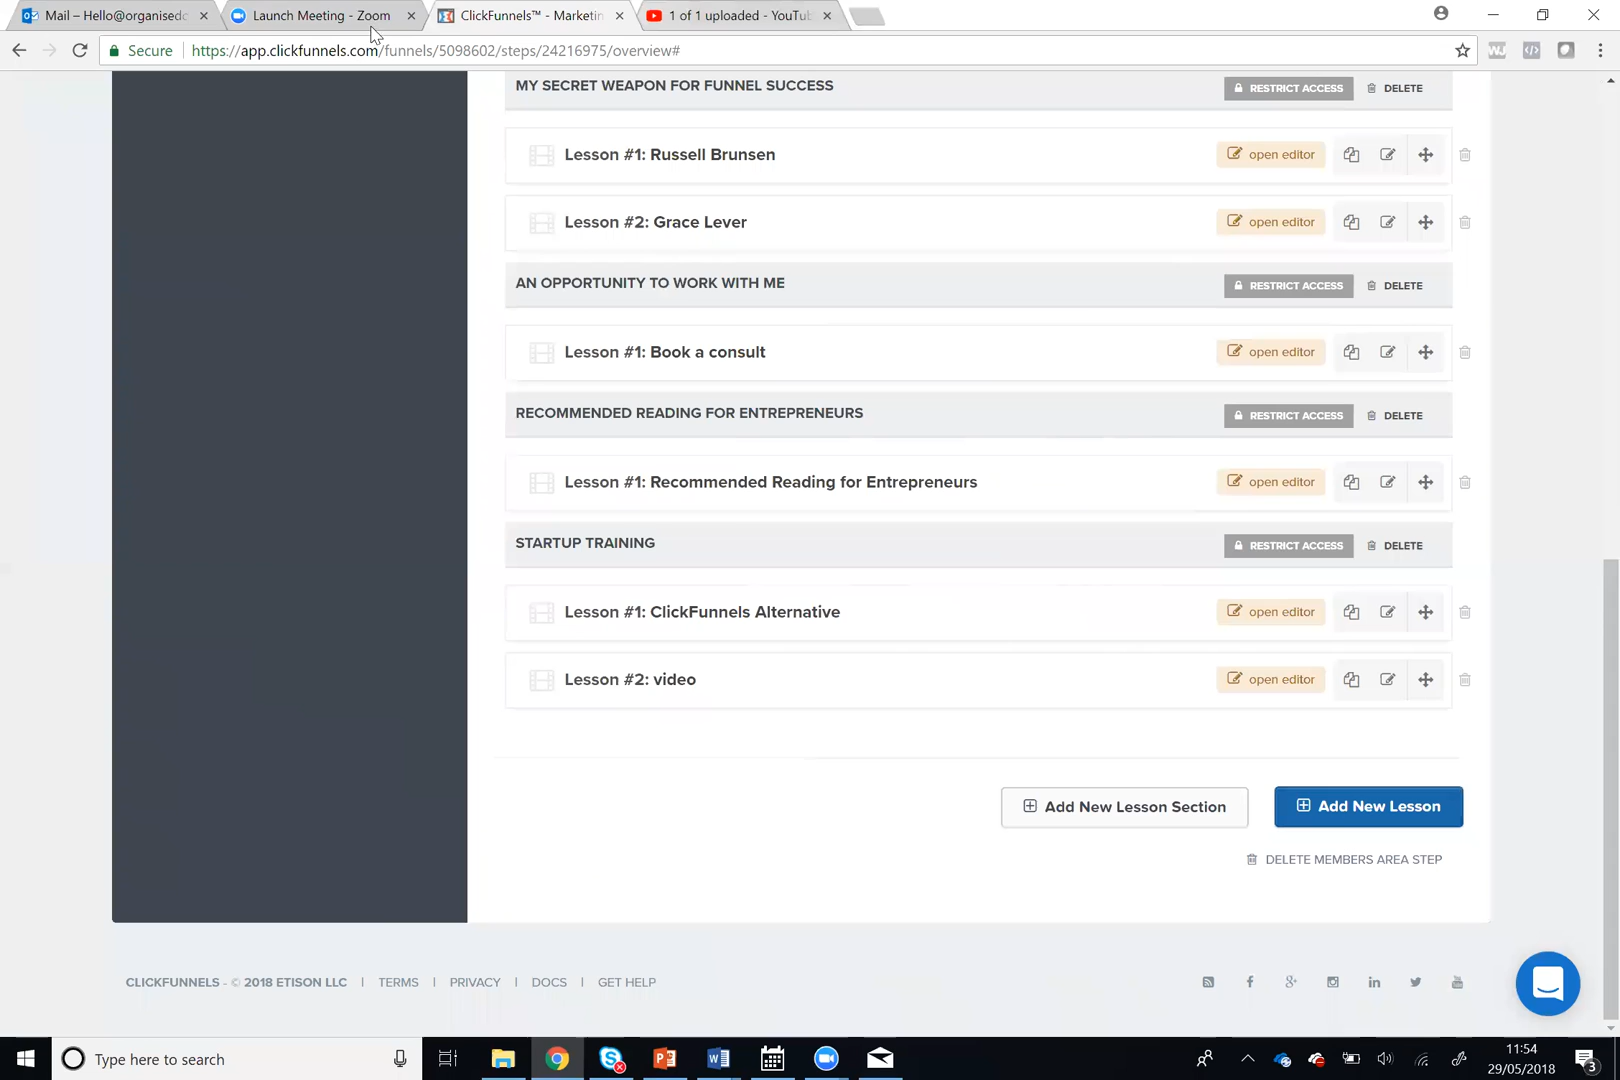 Mail – Hello@organisedc
Launch Meeting - Zoom
ClickFunnels™ - Marketin
1 of 1 uploaded - YouTub
Secure
https://app.clickfunnels.com/funnels/5098602/steps/24216975/overview#
MY SECRET WEAPON FOR FUNNEL SUCCESS
RESTRICT ACCESS
DELETE
Lesson #1: Russell Brunsen
open editor
Lesson #2: Grace Lever
open editor
AN OPPORTUNITY TO WORK WITH ME
RESTRICT ACCESS
DELETE
Lesson #1: Book a consult
open editor
RECOMMENDED READING FOR ENTREPRENEURS
RESTRICT ACCESS
DELETE
Lesson #1: Recommended Reading for Entrepreneurs
open editor
STARTUP TRAINING
RESTRICT ACCESS
DELETE
Lesson #1: ClickFunnels Alternative
open editor
Lesson #2: video
open editor
Add New Lesson Section
Add New Lesson
DELETE MEMBERS AREA STEP
CLICKFUNNELS - © 2018 ETISON LLC | TERMS | PRIVACY | DOCS | GET HELP
Type here to search
11:54
29/05/2018
3